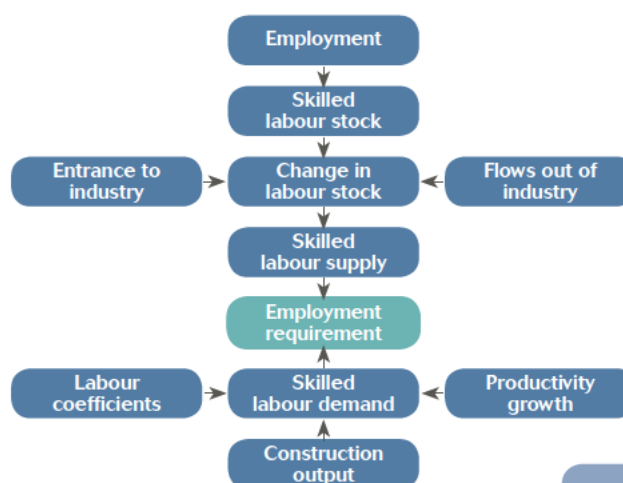 Employment
Skilled
labour stock
Entrance to
industry
Change in
labour stock
Flows out of
industry
Skilled
labour supply
Employment
requirement
Labour
coefficients
Skilled
labour demand
Productivity
growth
Construction
output